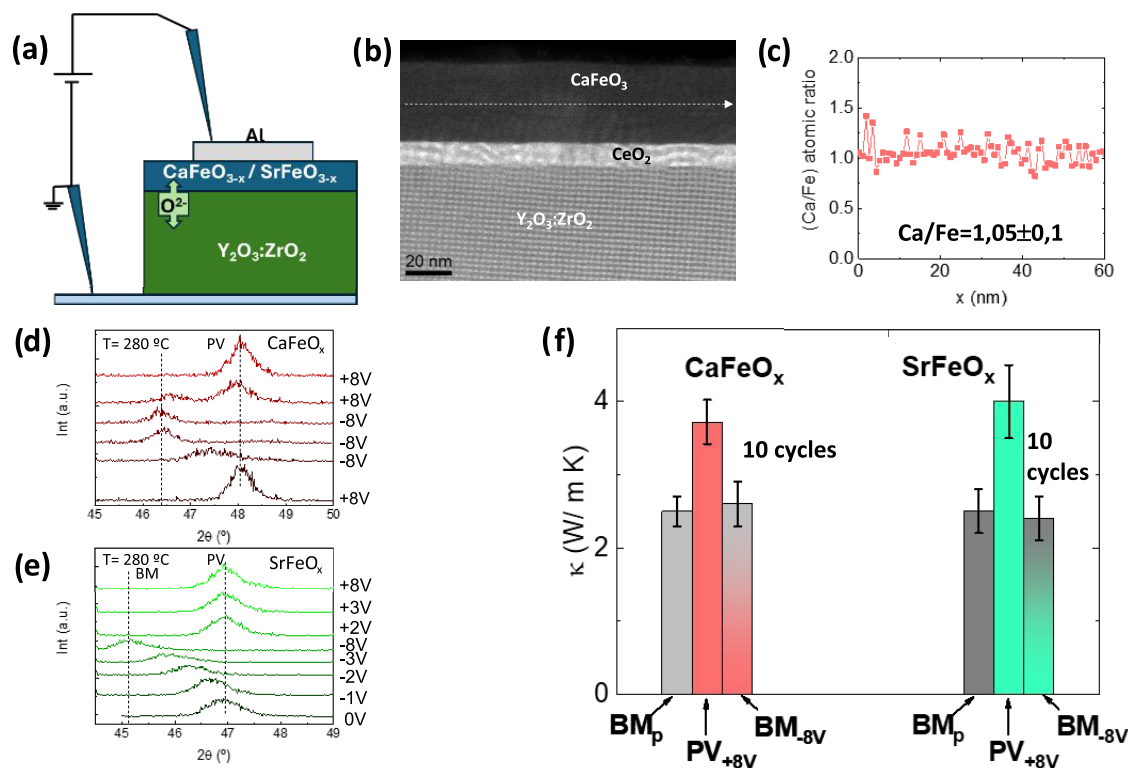 (a)
Al
CaFeO3-x / SrFeO3-x
O2-
Y2O3:ZrO2
(b)
CaFeO3
CeO2
Y2O3:ZrO2
20 nm
(c)
(Ca/Fe) atomic ratio
2.0
1.5
1.0
0.5
0.0
Ca/Fe=1,05±0,1
0 20 40 60
x (nm)
(d)
T= 280 ºC PV CaFeOx
+8V
+8V
-8V
-8V
-8V
+8V
Int (a.u.)
45 46 47 48 49 50
2θ (º)
(e)
T= 280 ºC PV SrFeOx
BM
+8V
+3V
+2V
-8V
-3V
-2V
-1V
0V
Int (a.u.)
45 46 47 48 49
2θ (º)
(f)
CaFeOx SrFeOx
κ (W/ m K)
4
2
0
10 cycles
10
cycles
BMp
PV+8V
BM-8V
BMp
PV+8V
BM-8V